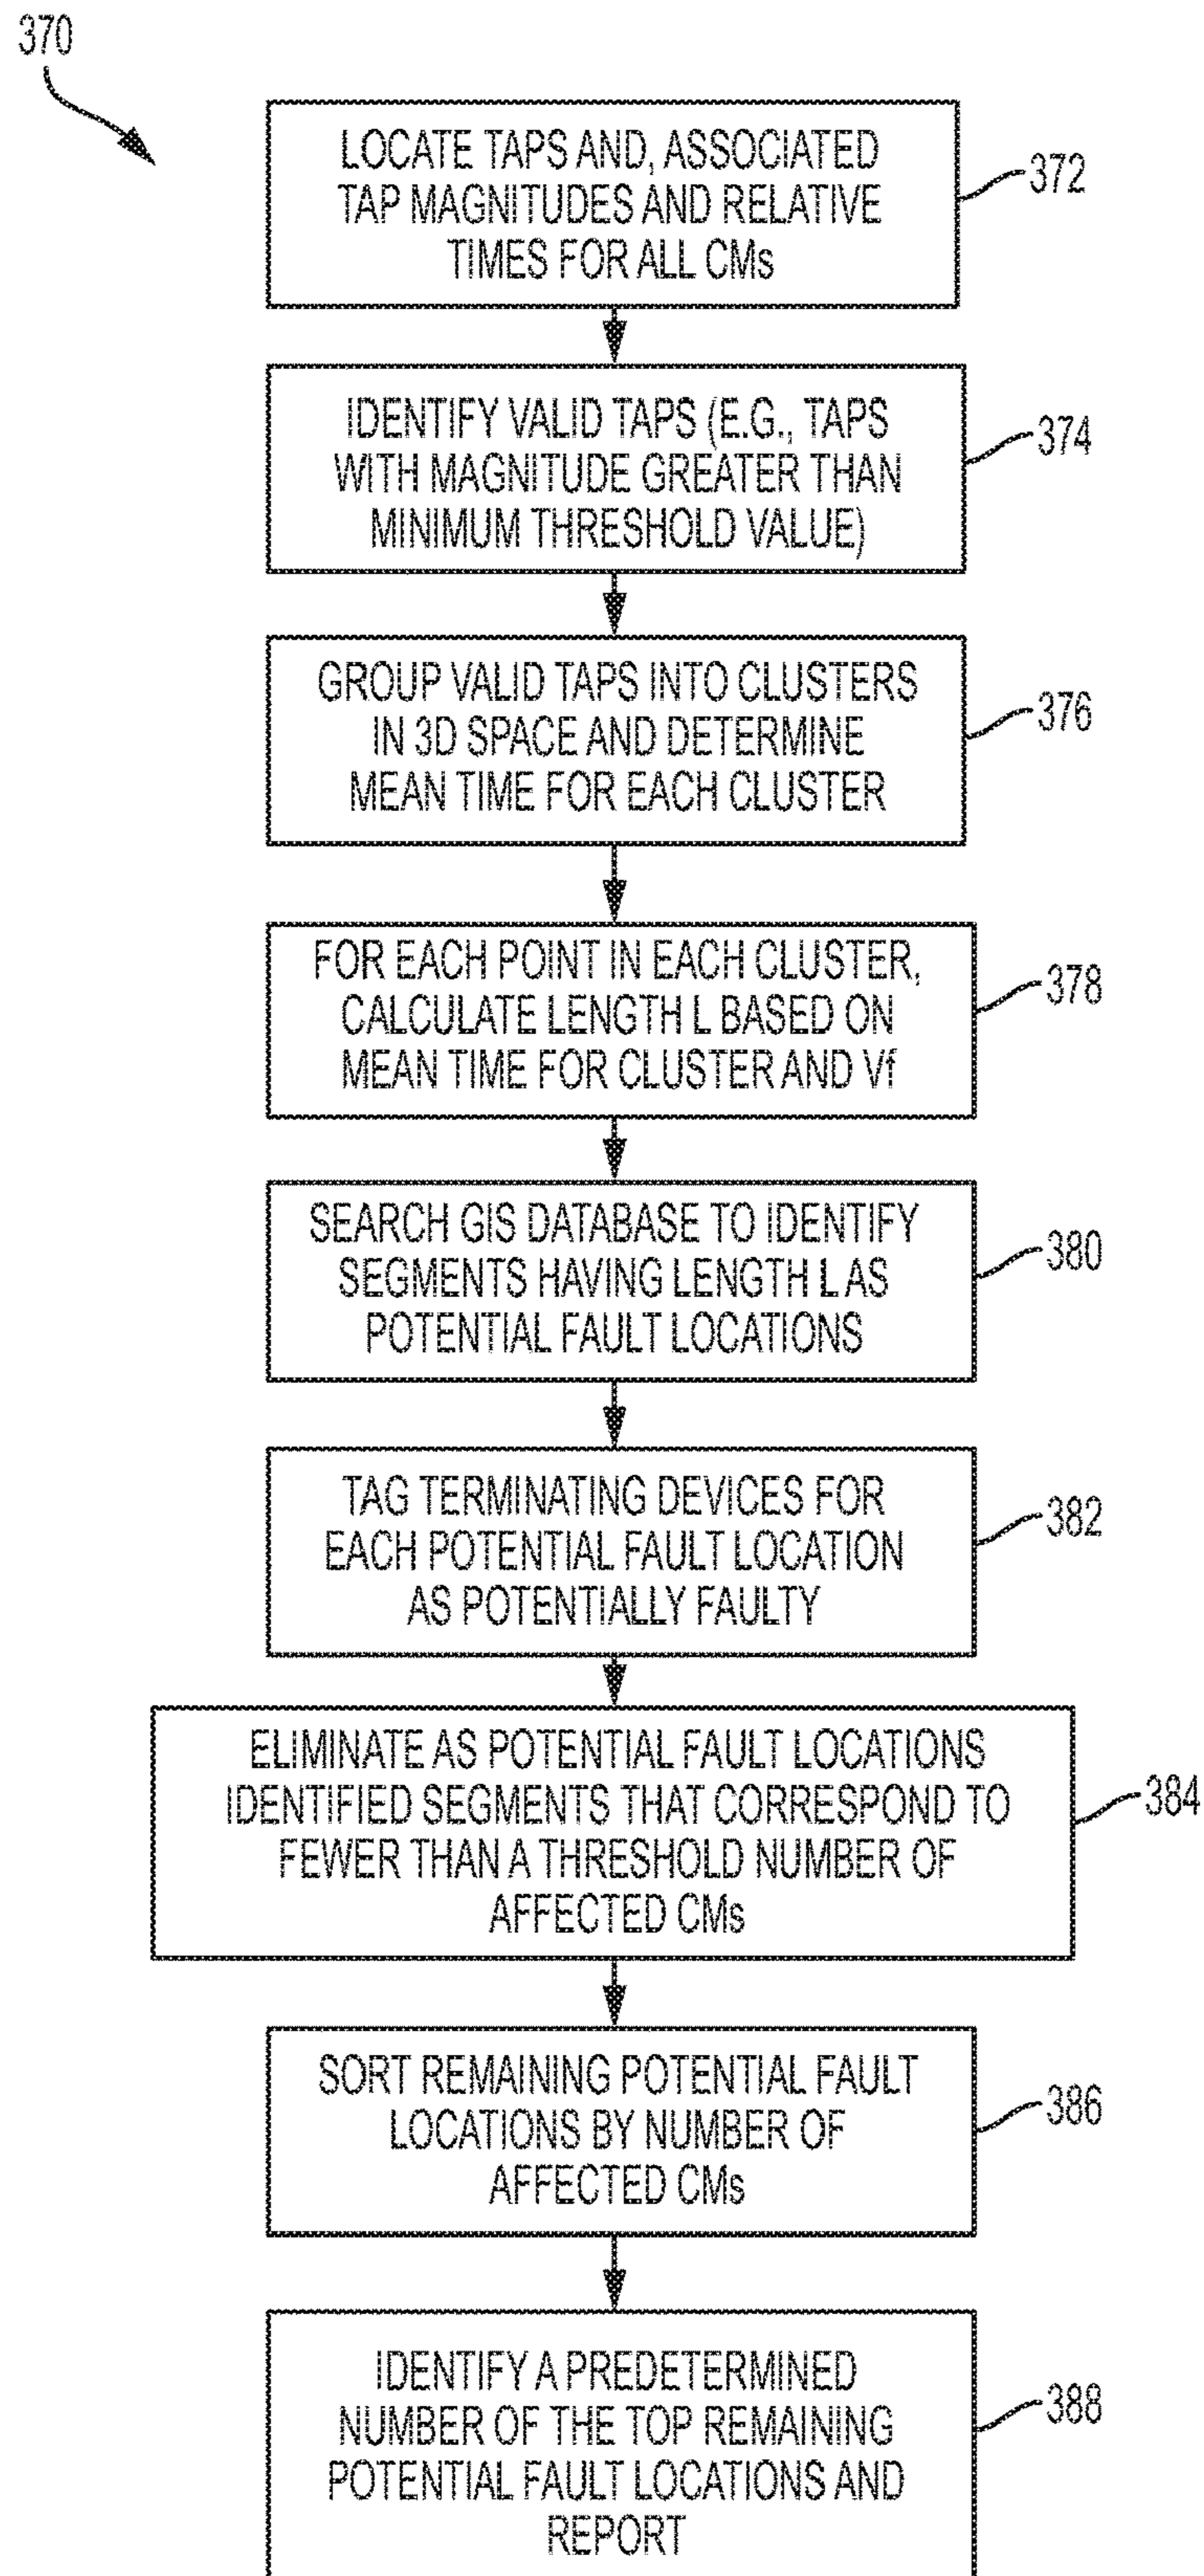 370
LOCATE TAPS AND, ASSOCIATED
TAP MAGNITUDES AND RELATIVE
TIMES FOR ALL CMs
372
IDENTIFY VALID TAPS (E.G., TAPS
WITH MAGNITUDE GREATER THAN
MINIMUM THRESHOLD VALUE)
374
GROUP VALID TAPS INTO CLUSTERS
IN 3D SPACE AND DETERMINE
MEAN TIME FOR EACH CLUSTER
376
FOR EACH POINT IN EACH CLUSTER,
CALCULATE LENGTH L BASED ON
MEAN TIME FOR CLUSTER AND Vf
378
SEARCH GIS DATABASE TO IDENTIFY
SEGMENTS HAVING LENGTH L AS
POTENTIAL FAULT LOCATIONS
380
TAG TERMINATING DEVICES FOR
EACH POTENTIAL FAULT LOCATION
AS POTENTIALLY FAULTY
382
ELIMINATE AS POTENTIAL FAULT LOCATIONS
IDENTIFIED SEGMENTS THAT CORRESPOND TO
FEWER THAN A THRESHOLD NUMBER OF
AFFECTED CMs
384
SORT REMAINING POTENTIAL FAULT
LOCATIONS BY NUMBER OF
AFFECTED CMs
386
IDENTIFY A PREDETERMINED
NUMBER OF THE TOP REMAINING
POTENTIAL FAULT LOCATIONS AND
REPORT
388